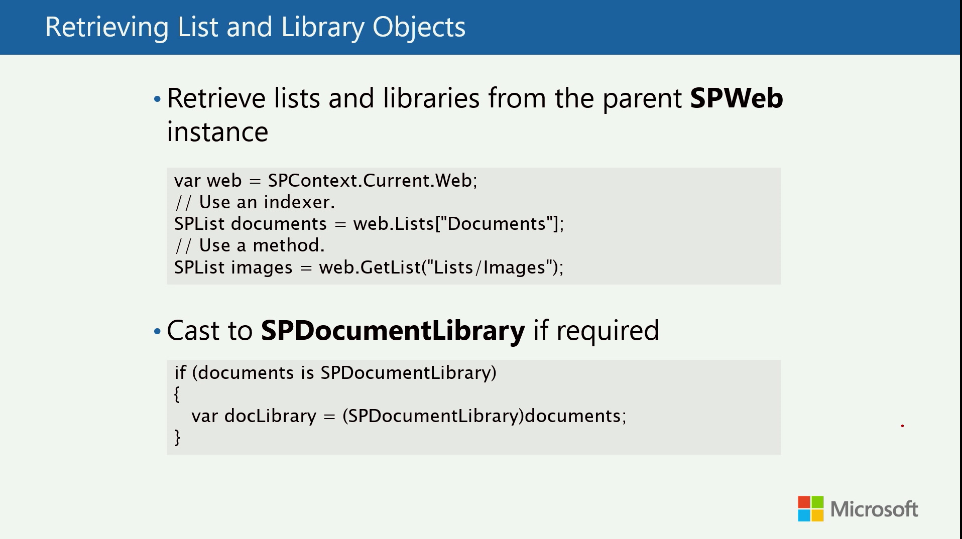 Retrieving List and Library Objects
• Retrieve lists and libraries from the parent SPWeb
instance
var web = SPContext.Current.Web;
// Use an indexer.
SPList documents = web.Lists["Documents"];
// Use a method.
SPList images = web.GetList("Lists/Images");
• Cast to SPDocumentLibrary if required
if (documents is SPDocumentLibrary)
{
var docLibrary = (SPDocumentLibrary)documents;
}
Microsoft